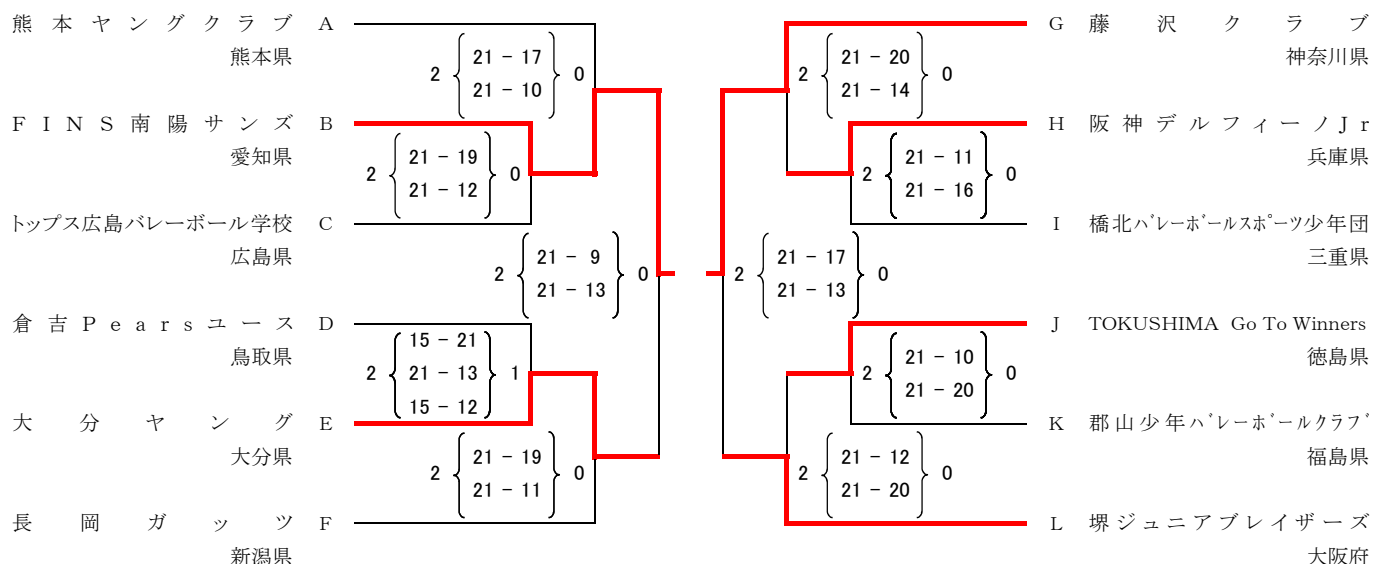 熊本ヤングクラブ A
熊本県
2 21 - 17 0
21 - 10
FINS南陽サンズ B
愛知県
2 21 - 19 0
21 - 12
トップス広島バレーボール学校 C
広島県
2 21 - 9 0
21 - 13
倉吉Pearsユース D
鳥取県
15 - 21
2 21 - 13 1
15 - 12
大分ヤング E
大分県
2 21 - 19 0
21 - 11
長岡ガッツ F
新潟県
G 藤沢クラブ
神奈川県
2 21 - 20 0
21 - 14
H 阪神デルフィーノJr
兵庫県
2 21 - 11 0
21 - 16
I 橋北バレーボールスポーツ少年団
三重県
2 21 - 17 0
21 - 13
J TOKUSHIMA Go To Winners
徳島県
2 21 - 10 0
21 - 20
K 郡山少年バレーボールクラブ
福島県
2 21 - 12 0
21 - 20
L 堺ジュニアブレイザーズ
大阪府